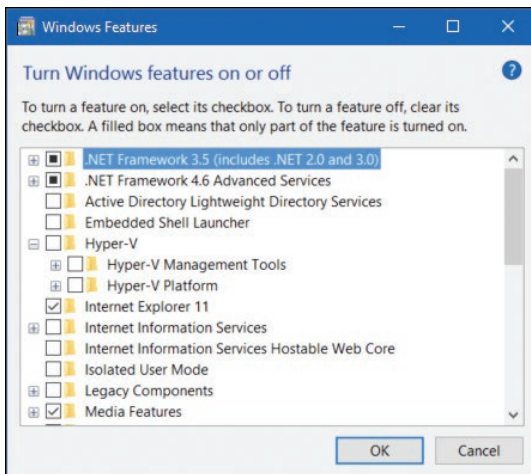 Windows Features
Turn Windows features on or off
To turn a feature on, select its checkbox. To turn a feature off, clear its
checkbox. A filled box means that only part of the feature is turned on.
.NET Framework 3.5 (includes .NET 2.0 and 3.0)
.NET Framework 4.6 Advanced Services
Active Directory Lightweight Directory Services
Embedded Shell Launcher
Hyper-V
Hyper-V Management Tools
Hyper-V Platform
Internet Explorer 11
Internet Information Services
Internet Information Services Hostable Web Core
Isolated User Mode
Legacy Components
Media Features
OK Cancel